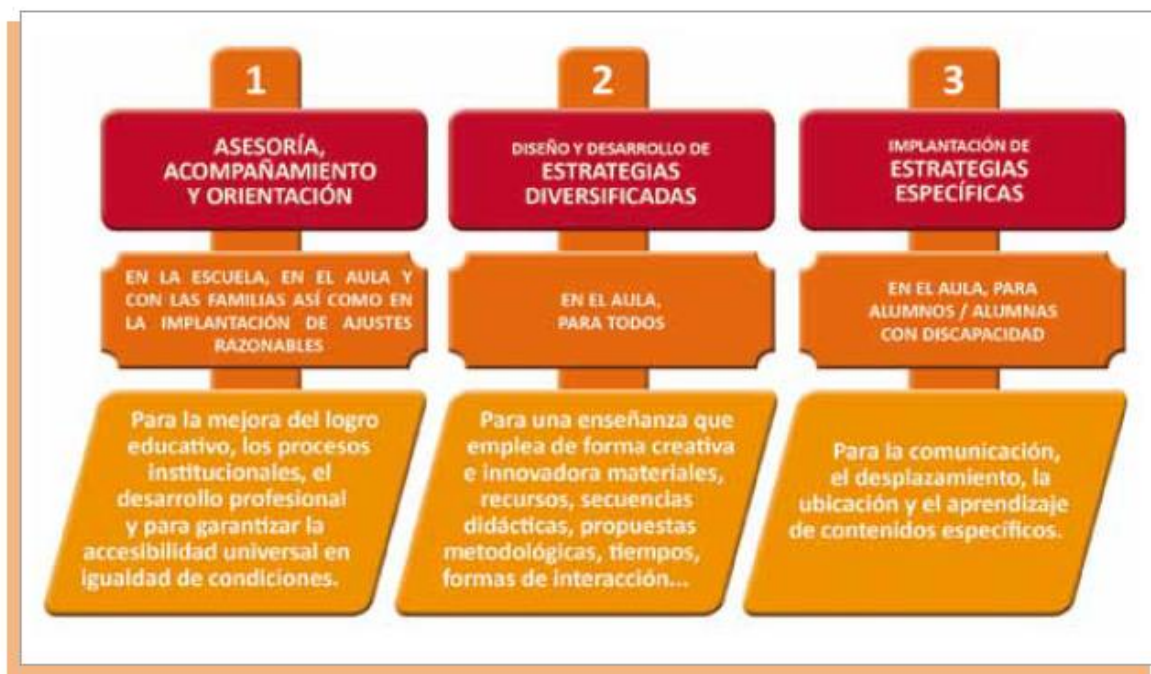 1
ASESORÍA,
ACOMPAÑAMIENTO
Y ORIENTACIÓN
EN LA ESCUELA, EN EL AULA Y
CON LAS FAMILIAS ASÍ COMO EN
LA IMPLANTACIÓN DE AJUSTES
RAZONABLES
Para la mejora del logro
educativo, los procesos
institucionales, el
desarrollo profesional
y para garantizar la
accesibilidad universal en
igualdad de condiciones.
2
DISEÑO Y DESARROLLO DE
ESTRATEGIAS
DIVERSIFICADAS
EN EL AULA,
PARA TODOS
Para una enseñanza que
emplea de forma creativa
e innovadora materiales,
recursos, secuencias
didácticas, propuestas
metodológicas, tiempos,
formas de interacción...
3
IMPLANTACIÓN DE
ESTRATEGIAS
ESPECÍFICAS
EN EL AULA, PARA
ALUMNOS / ALUMNAS
CON DISCAPACIDAD
Para la comunicación,
el desplazamiento, la
ubicación y el aprendizaje
de contenidos específicos.